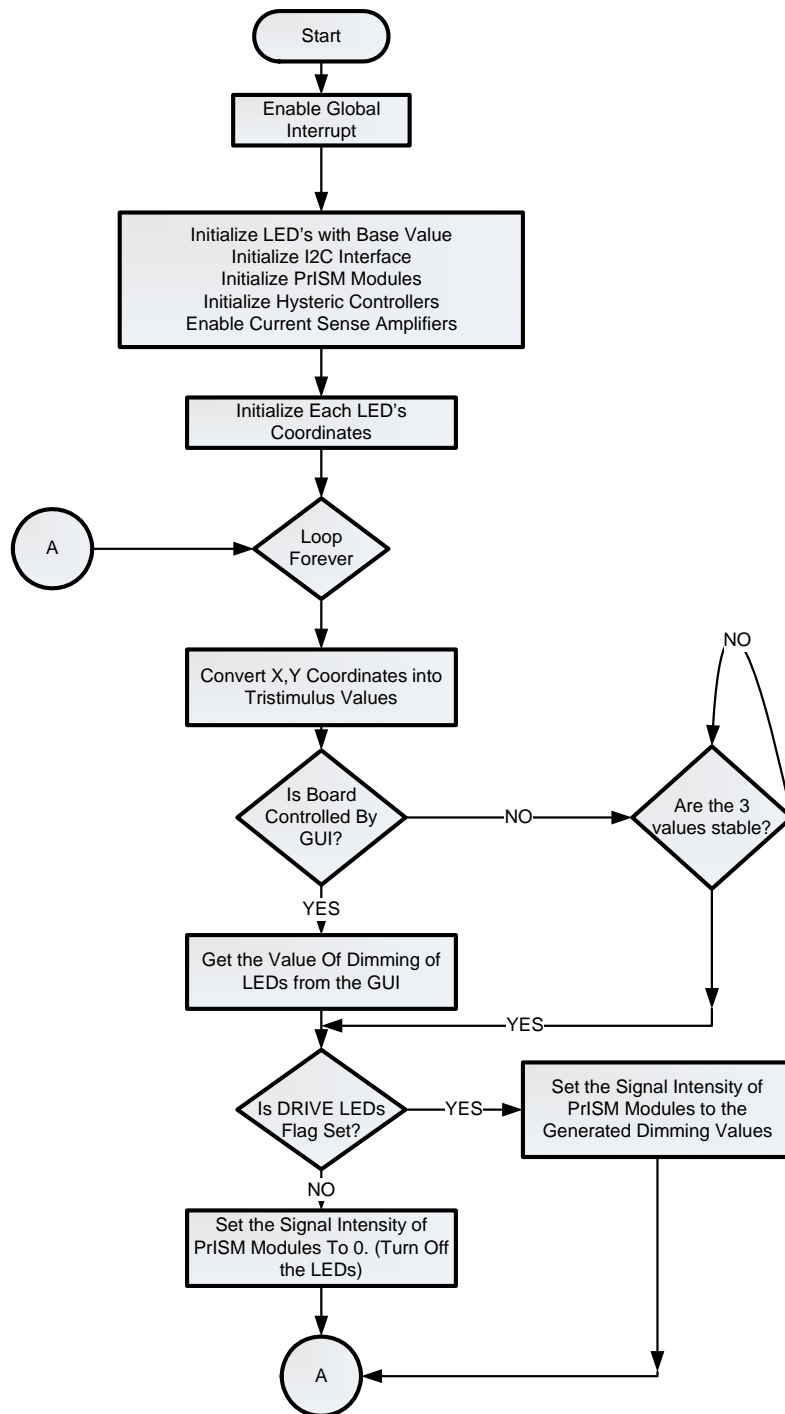 Start
Enable Global
Interrupt
Initialize LED's with Base Value
Initialize I2C Interface
Initialize PrISM Modules
Initialize Hysteric Controllers
Enable Current Sense Amplifiers
Initialize Each LED's
Coordinates
A
Loop
Forever
Convert X,Y Coordinates into
Tristimulus Values
NO
Is Board
Controlled By
GUI?
NO
Are the 3
values stable?
YES
Get the Value Of Dimming of
LEDs from the GUI
YES
Is DRIVE LEDs
Flag Set?
YES
Set the Signal Intensity of
PrISM Modules to the
Generated Dimming Values
NO
Set the Signal Intensity of
PrISM Modules To 0. (Turn Off
the LEDs)
A